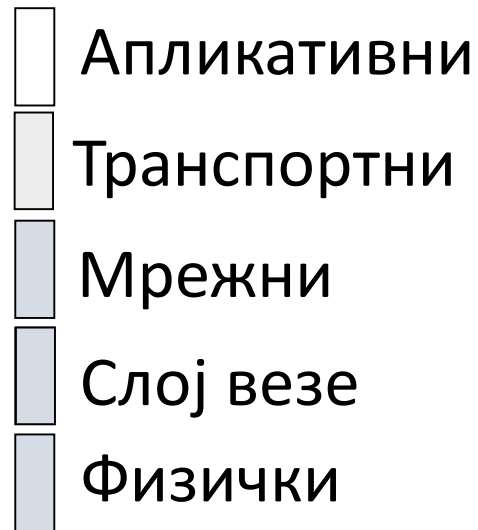 Апликативни
Транспортни
Мрежни
Слој везе
Физички